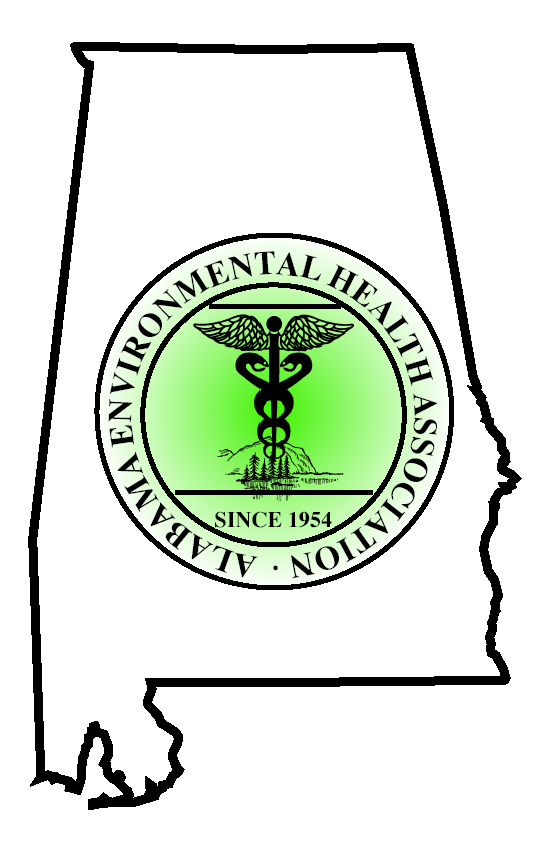 ALABAMA ENVIRONMENTAL HEALTH ASSOCIATION ·
SINCE 1954